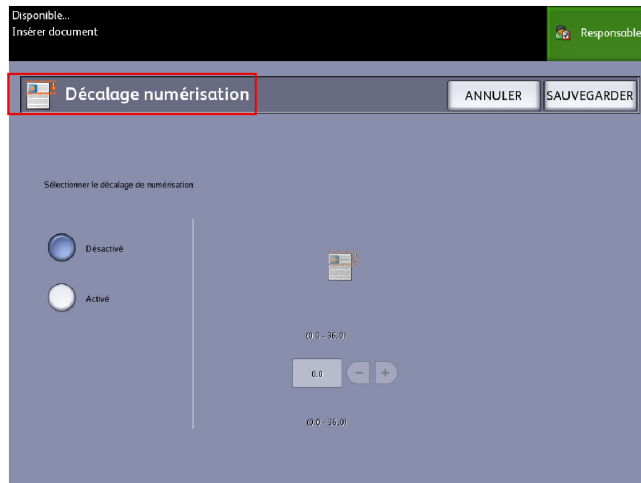 Disponible...
Insérer document
Responsable
Décalage numérisation
ANNULER
SAUVEGARDER
Sélectionner le décalage de numérisation
Désactivé
Activé
(0.0 - 36.0)
0.0
(0.0 - 36.0)